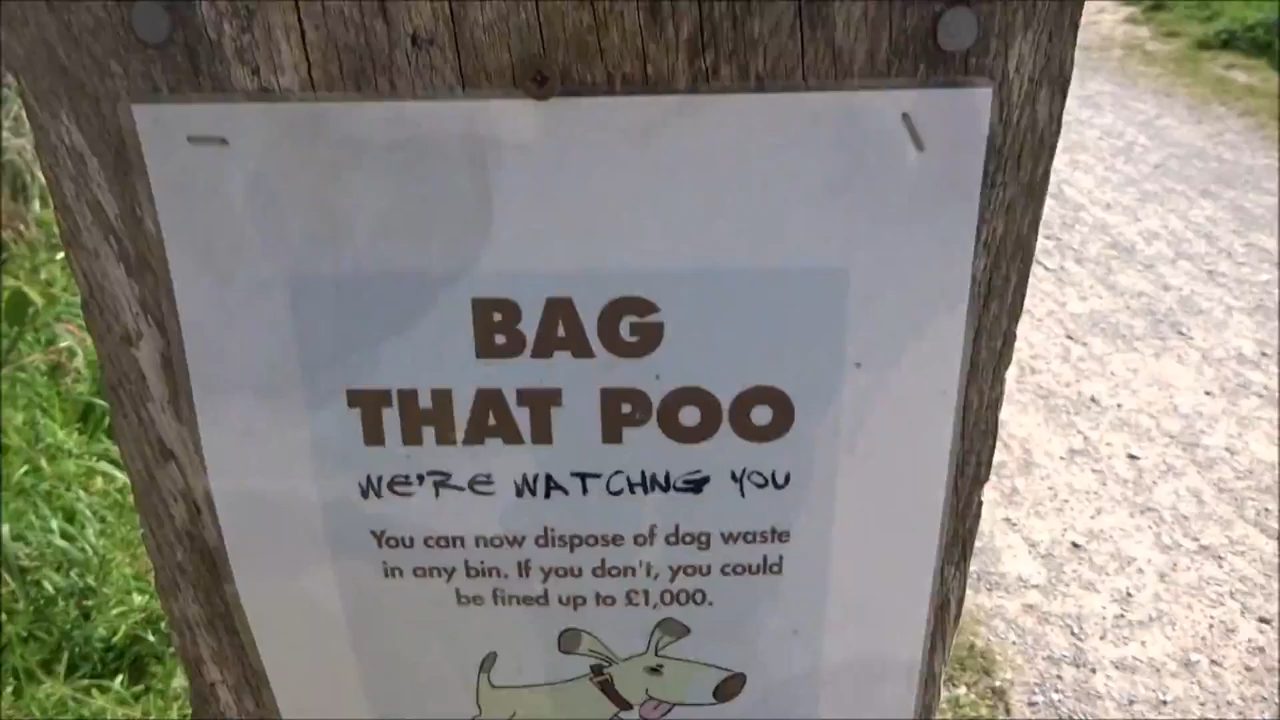 BAG
THAT POO
WE'RE WATCHNG YOU
You can now dispose of dog waste
in any bin. If you don't, you could
be fined up to £1,000.